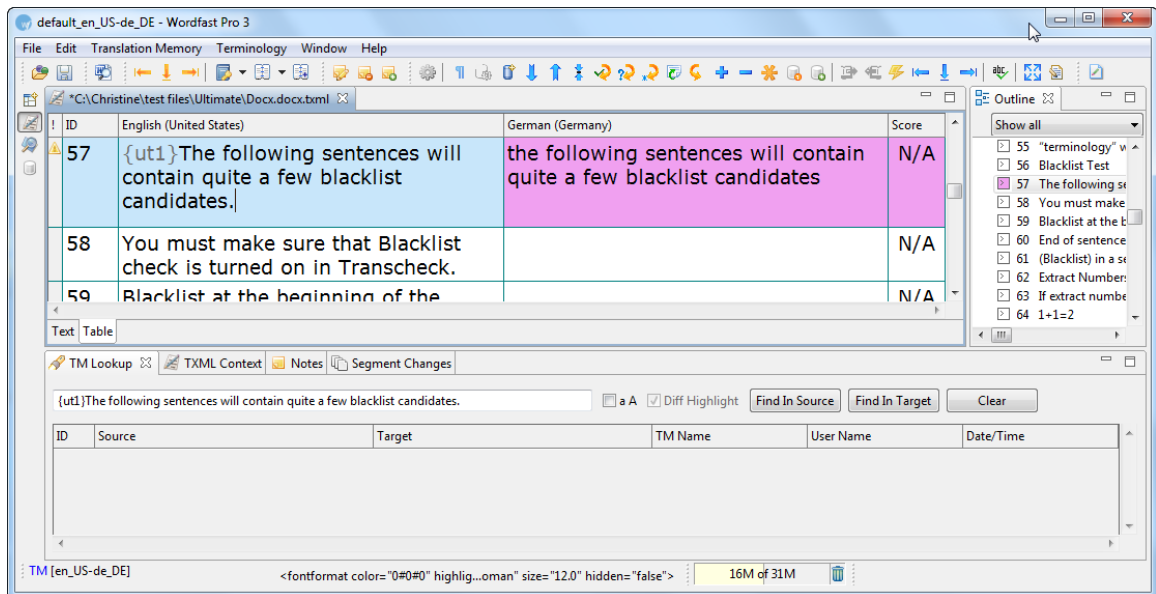 default_en_US-de_DE - Wordfast Pro 3
File Edit Translation Memory Terminology Window Help
*C:\Christine\test files\Ultimate\Docx.docx.txml
! ID English (United States) German (Germany) Score
57 {ut1}The following sentences will contain quite a few blacklist candidates. the following sentences will contain quite a few blacklist candidates N/A
58 You must make sure that Blacklist check is turned on in Transcheck. N/A
59 Blacklist at the beginning of the N/A
Text Table
Outline
Show all
55 "terminology" w
56 Blacklist Test
57 The following se
58 You must make
59 Blacklist at the b
60 End of sentence
61 (Blacklist) in a se
62 Extract Numbers
63 If extract numbe
64 1+1=2
TM Lookup TXML Context Notes Segment Changes
{ut1}The following sentences will contain quite a few blacklist candidates. a A Diff Highlight Find In Source Find In Target Clear
ID Source Target TM Name User Name Date/Time
TM [en_US-de_DE] <fontformat color="0#0#0" highlig...oman" size="12.0" hidden="false"> 16M of 31M